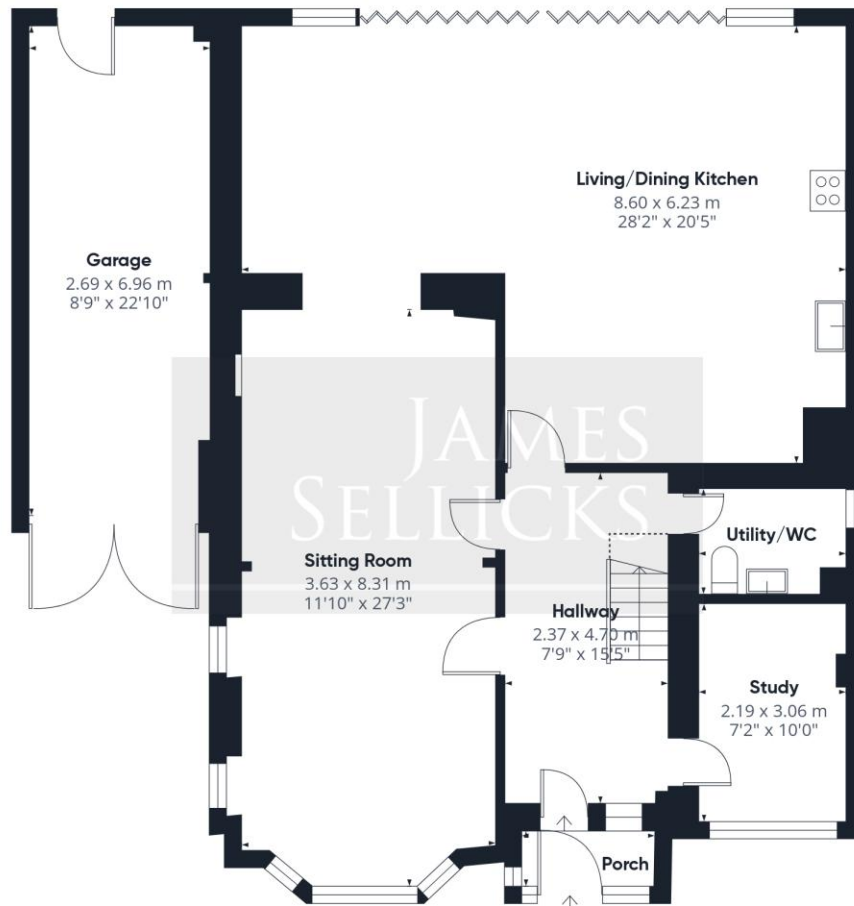 Living/Dining Kitchen
8.60 x 6.23 m
28'2" x 20'5"
Garage
2.69 x 6.96 m
8'9" x 22'10"
JAMES
SELLICKS
Utility/WC
Sitting Room
3.63 x 8.31 m
11'10" x 27'3"
Hallway
2.37 x 4.70 m
7'9" x 15'5"
Study
2.19 x 3.06 m
7'2" x 10'0"
Porch